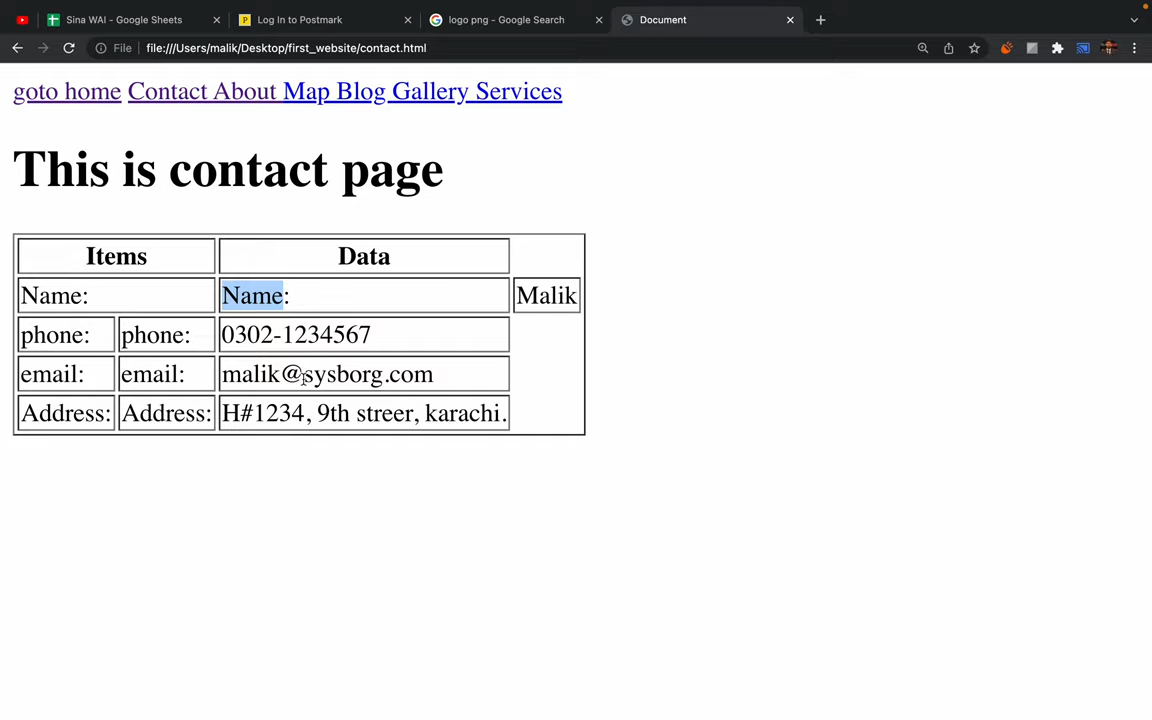 Sina WAI - Google Sheets
Log In to Postmark
logo png - Google Search
Document
File file:///Users/malik/Desktop/first_website/contact.html
goto home Contact About Map Blog Gallery Services
This is contact page
Items Data
Name: Name: Malik
phone: phone: 0302-1234567
email: email: malik@sysborg.com
Address: Address: H#1234, 9th streer, karachi.